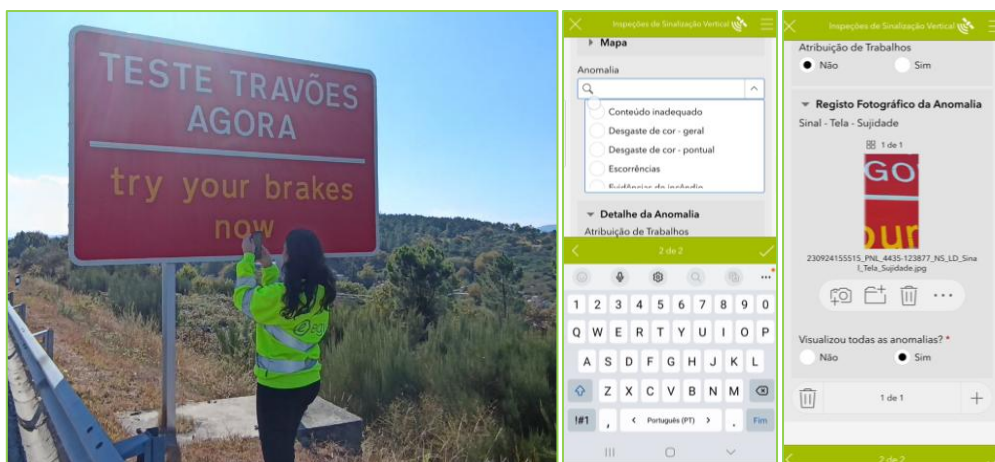 TESTE TRAVÕES
AGORA
try your brakes
now
Inspeções de Sinalização Vertical
Mapa
Anomalia
Conteúdo inadequado
Desgaste de cor - geral
Desgaste de cor - pontual
Escorrências
Evidências de incêndio
Detalhe da Anomalia
Atribuição de Trabalhos
2 de 2
1 2 3 4 5 6 7 8 9 0
Q W E R T Y U I O P
A S D F G H J K L
Z X C V B N M
!#1 , Português (PT) . Fim
Inspeções de Sinalização Vertical
Atribuição de Trabalhos
Não Sim
Registo Fotográfico da Anomalia
Sinal - Tela - Sujidade
1 de 1
GO
our
230924155515_PNL_4435-123877_NS_LD_Sina
l_Tela_Sujidade.jpg
Visualizou todas as anomalias? *
Não Sim
1 de 1
2 de 2